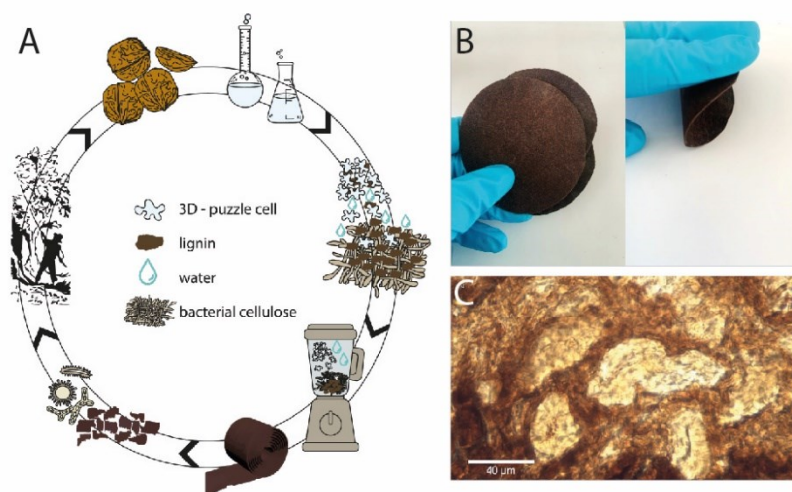 A
3D - puzzle cell
lignin
water
bacterial cellulose
B
C
40 µm